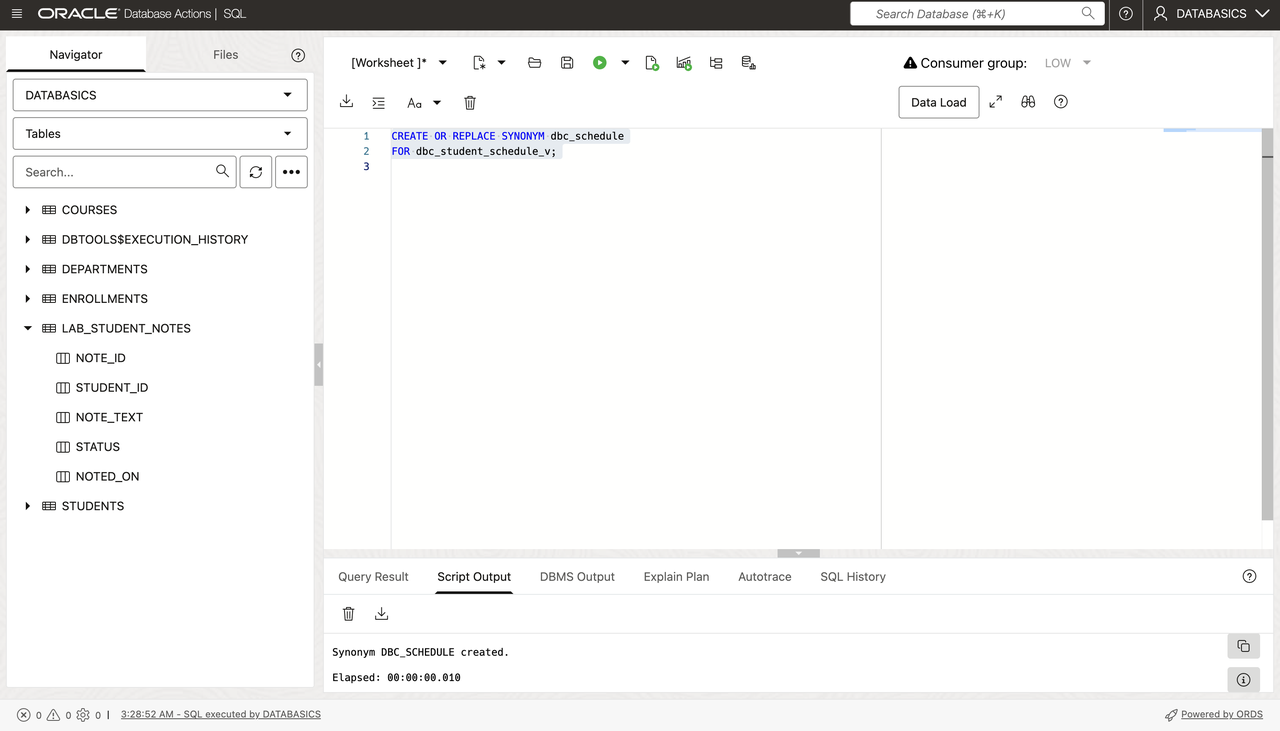 ORACLE Database Actions | SQL
Search Database (⌘+K)
DATABASICS
Navigator
Files
DATABASICS
Tables
Search...
COURSES
DBTOOLS$EXECUTION_HISTORY
DEPARTMENTS
ENROLLMENTS
LAB_STUDENT_NOTES
NOTE_ID
STUDENT_ID
NOTE_TEXT
STATUS
NOTED_ON
STUDENTS
[Worksheet ]*
Consumer group: LOW
Aa
Data Load
1 CREATE OR REPLACE SYNONYM dbc_schedule
2 FOR dbc_student_schedule_v;
3
Query Result
Script Output
DBMS Output
Explain Plan
Autotrace
SQL History
Synonym DBC_SCHEDULE created.
Elapsed: 00:00:00.010
0 0 0 | 3:28:52 AM - SQL executed by DATABASICS
Powered by ORDS